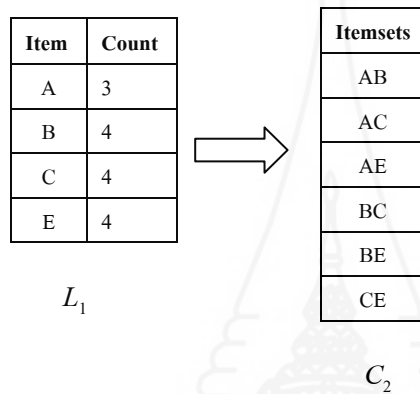 Item Count
A 3
B 4
C 4
E 4
L₁
Itemsets
AB
AC
AE
BC
BE
CE
C₂